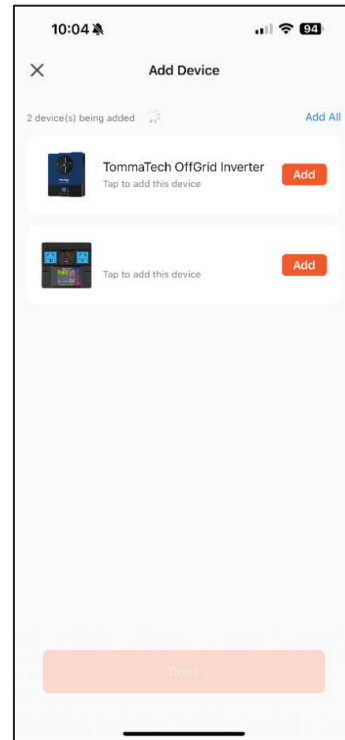 10:04
94
Add Device
2 device(s) being added
Add All
TommaTech OffGrid Inverter
Tap to add this device
Add
Tap to add this device
Add
Done